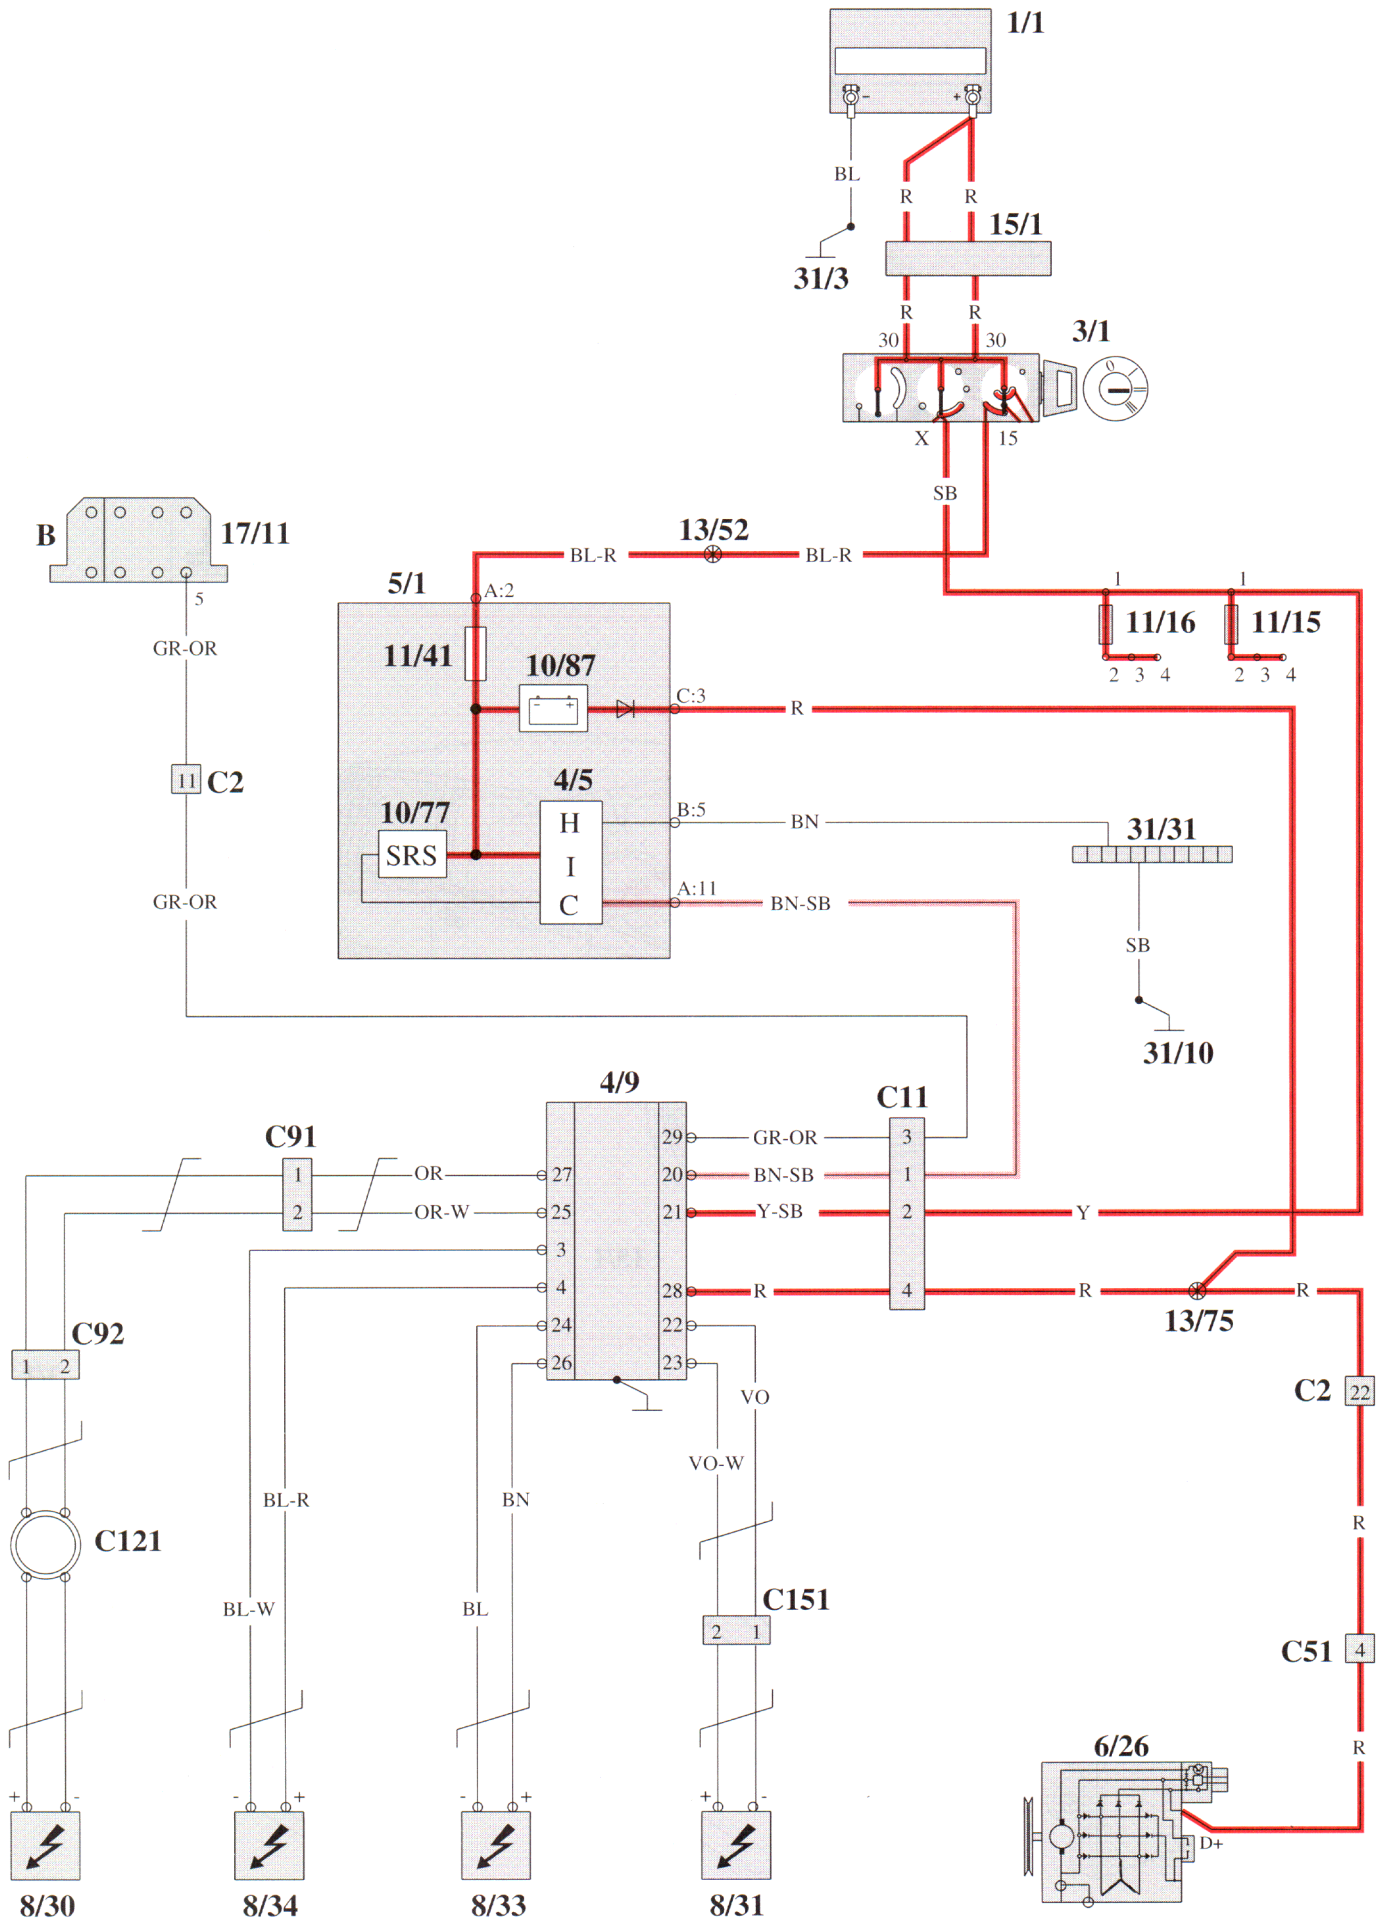 1/1
- +
BL
R R
15/1
31/3
R R
30 30
3/1
0
X 15
SB
B
17/11
13/52
BL-R BL-R
5
5/1
A:2
1 1
11/16 11/15
2 3 4 2 3 4
GR-OR
11/41
10/87
- +
C:3
R
11 C2
4/5
10/77
SRS
H
I
C
B:5
BN
31/31
A:11
BN-SB
GR-OR
SB
31/10
4/9
C11
C91
29 GR-OR 3
1 OR 27
20 BN-SB 1
2 OR-W 25
21 Y-SB 2 Y
3
4
28 R 4 R R
13/75
24 22
26 23
C92
1 2
VO
C2 22
VO-W
BL-R
BN
R
C121
BL-W
BL
C151
2 1
C51 4
6/26
R
D+
+ - - + - + + -
8/30 8/34 8/33 8/31